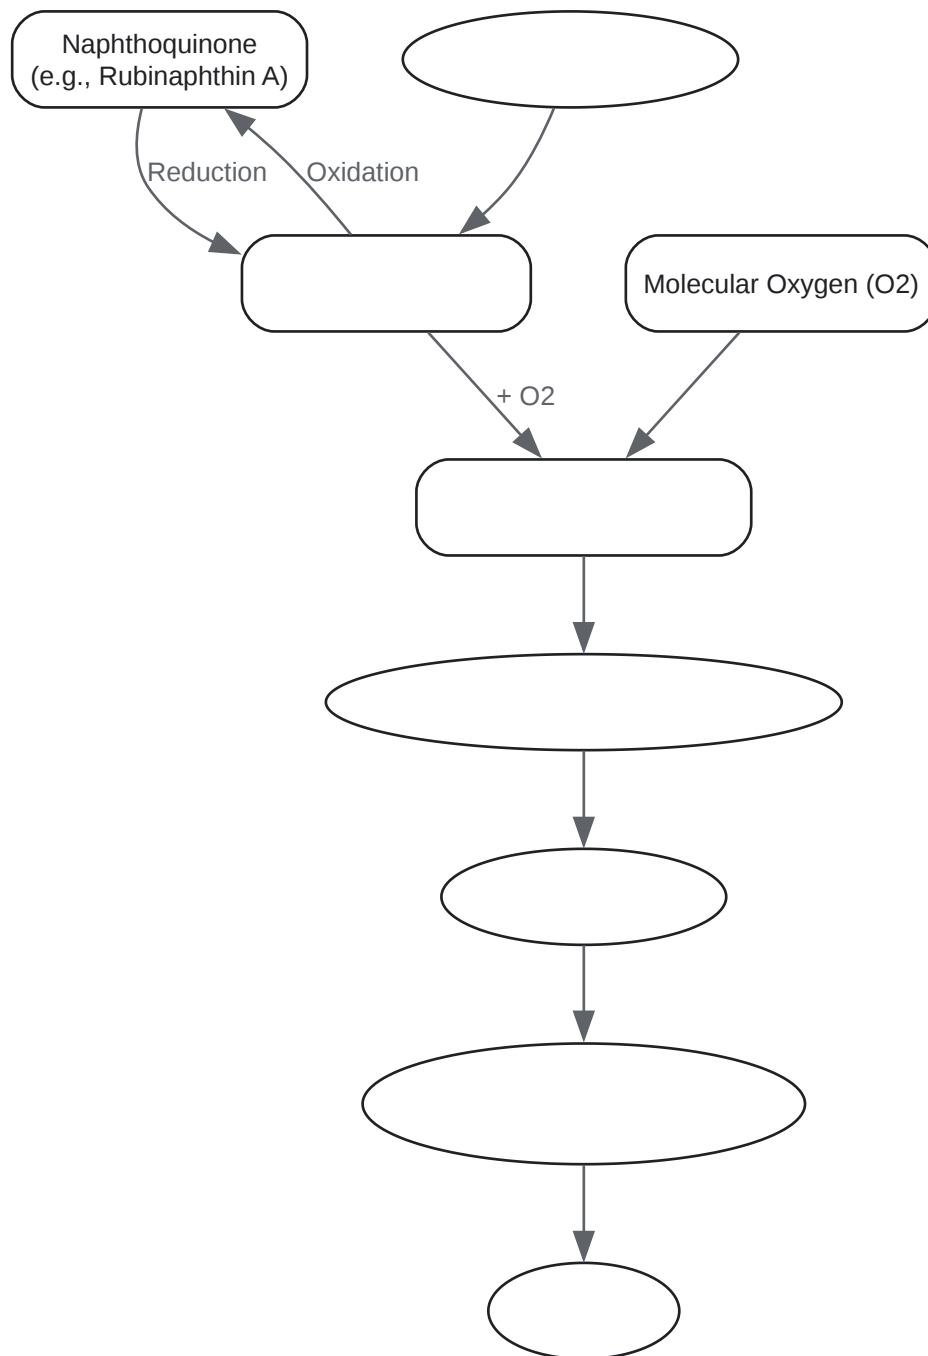 Naphthoquinone
(e.g., Rubinaphthin A)
Reduction
Oxidation
Molecular Oxygen (O2)
+ O2